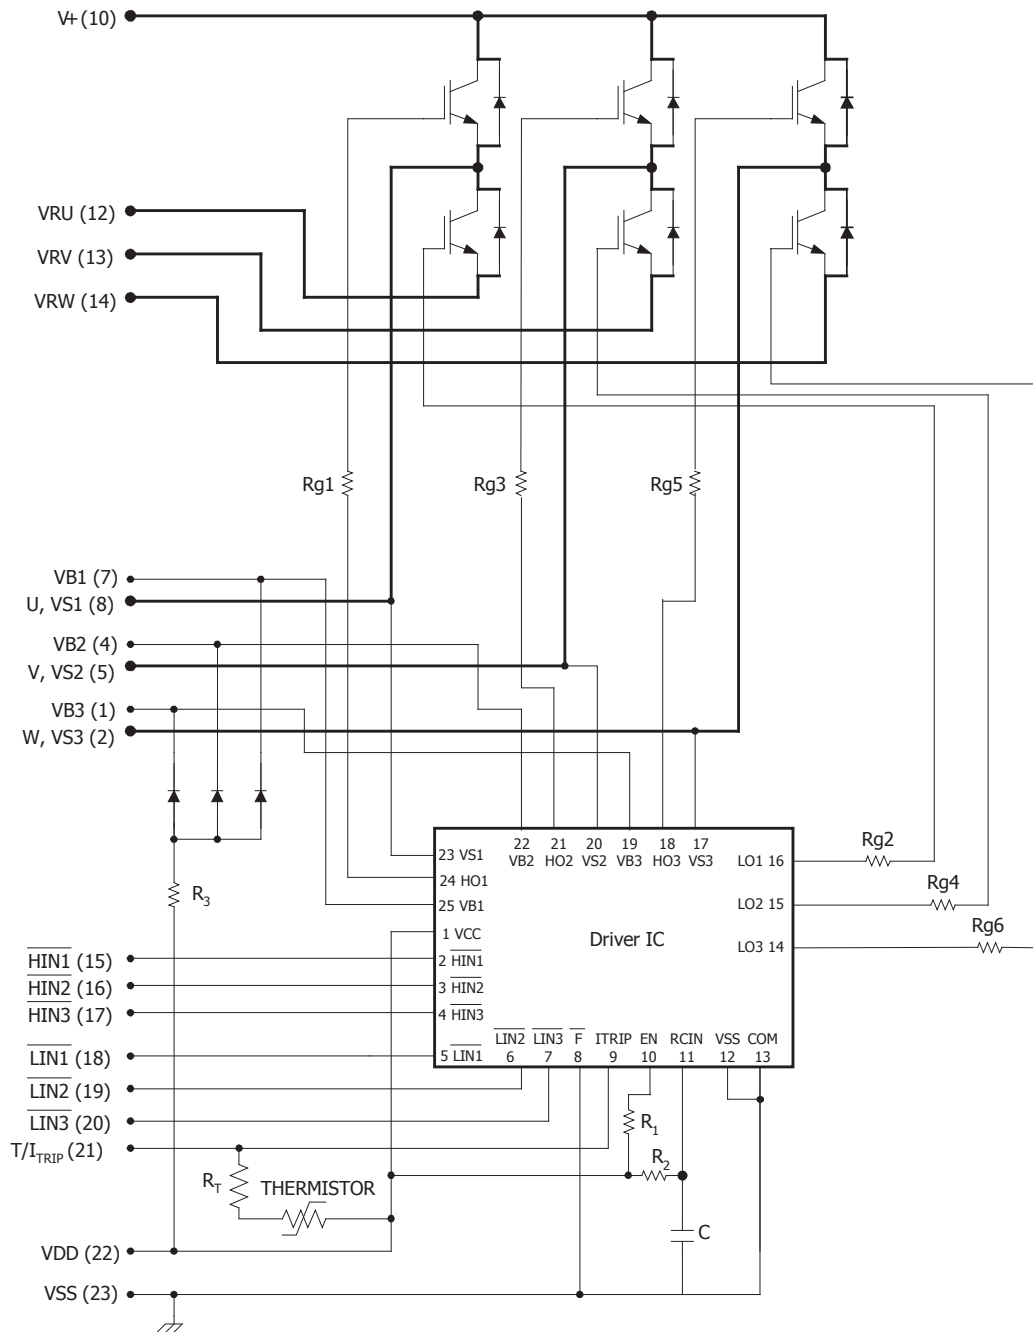 V+ (10)
VRU (12)
VRV (13)
VRW (14)
Rg1
Rg3
Rg5
VB1 (7)
U, VS1 (8)
VB2 (4)
V, VS2 (5)
VB3 (1)
W, VS3 (2)
22 21 20 19 18 17
VB2 HO2 VS2 VB3 HO3 VS3
23 VS1
24 HO1
25 VB1
1 VCC
2 HIN1
3 HIN2
4 HIN3
5 LIN1
LO1 16
LO2 15
LO3 14
Rg2
Rg4
Rg6
Driver IC
R3
HIN1 (15)
HIN2 (16)
HIN3 (17)
LIN1 (18)
LIN2 (19)
LIN3 (20)
T/ITRIP (21)
LIN2 LIN3 F ITRIP EN RCIN VSS COM
6 7 8 9 10 11 12 13
R1
R2
RT
THERMISTOR
C
VDD (22)
VSS (23)